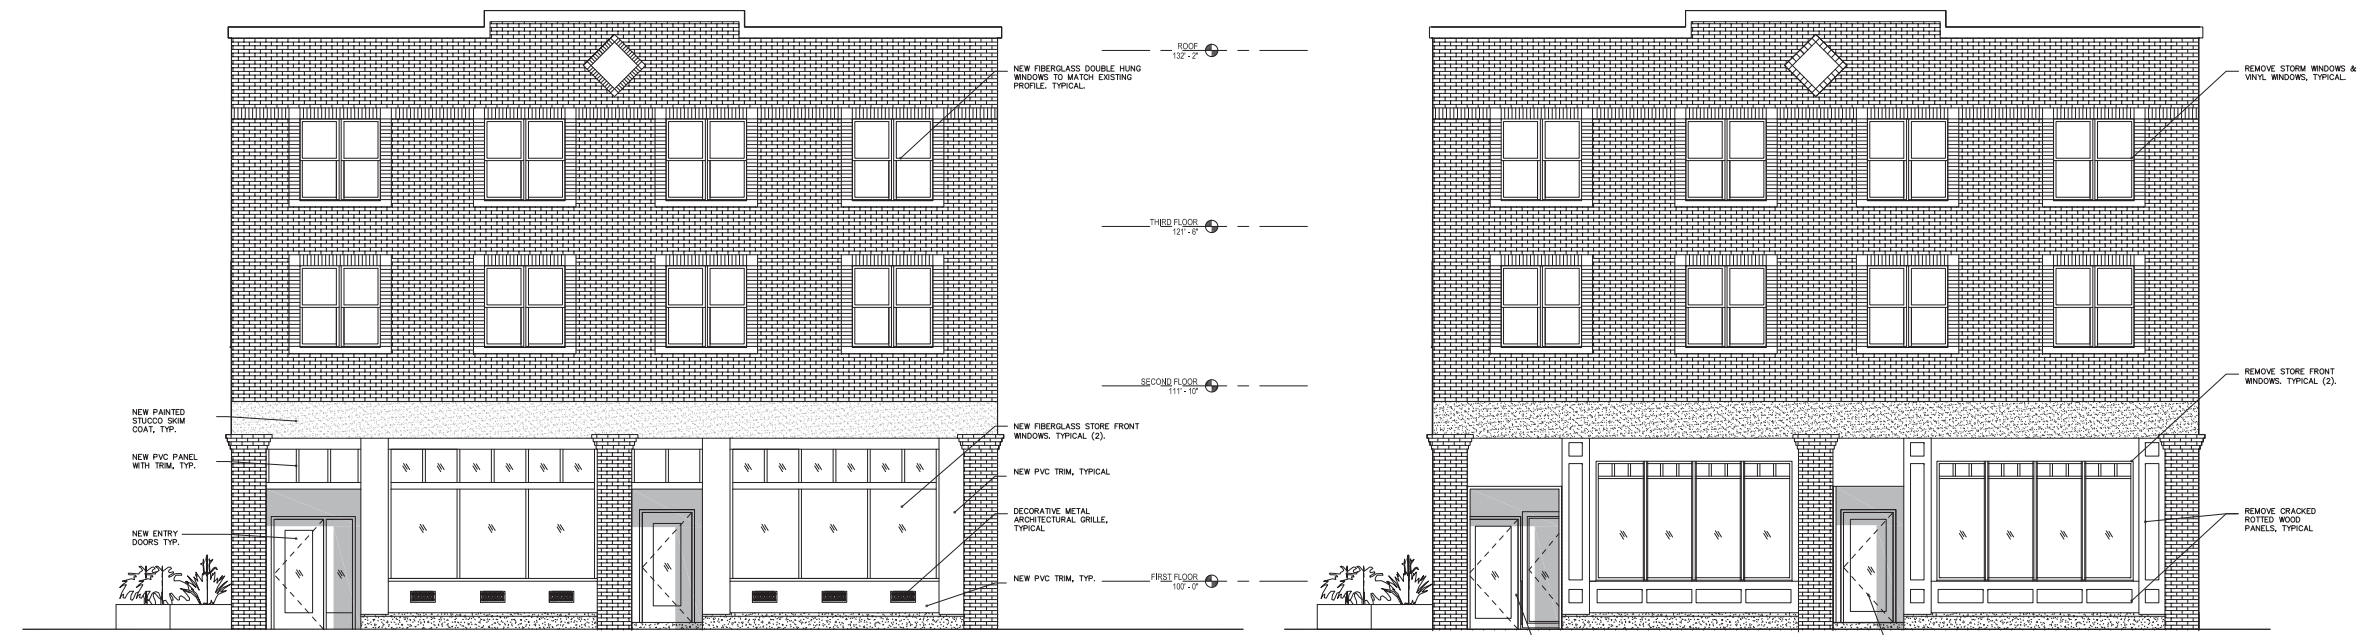 NEW PAINTED
STUCCO SKIM
COAT, TYP.
NEW PVC PANEL
WITH TRIM, TYP.
NEW ENTRY
DOORS TYP.
NEW FIBERGLASS DOUBLE HUNG
WINDOWS TO MATCH EXISTING
PROFILE. TYPICAL.
NEW FIBERGLASS STORE FRONT
WINDOWS. TYPICAL (2).
NEW PVC TRIM, TYPICAL
DECORATIVE METAL
ARCHITECTURAL GRILLE,
TYPICAL
NEW PVC TRIM, TYP.
ROOF
132' - 2"
THIRD FLOOR
121' - 6"
SECOND FLOOR
111' - 10"
FIRST FLOOR
100' - 0"
REMOVE STORM WINDOWS &
VINYL WINDOWS, TYPICAL.
REMOVE STORE FRONT
WINDOWS. TYPICAL (2).
REMOVE CRACKED
ROTTED WOOD
PANELS, TYPICAL